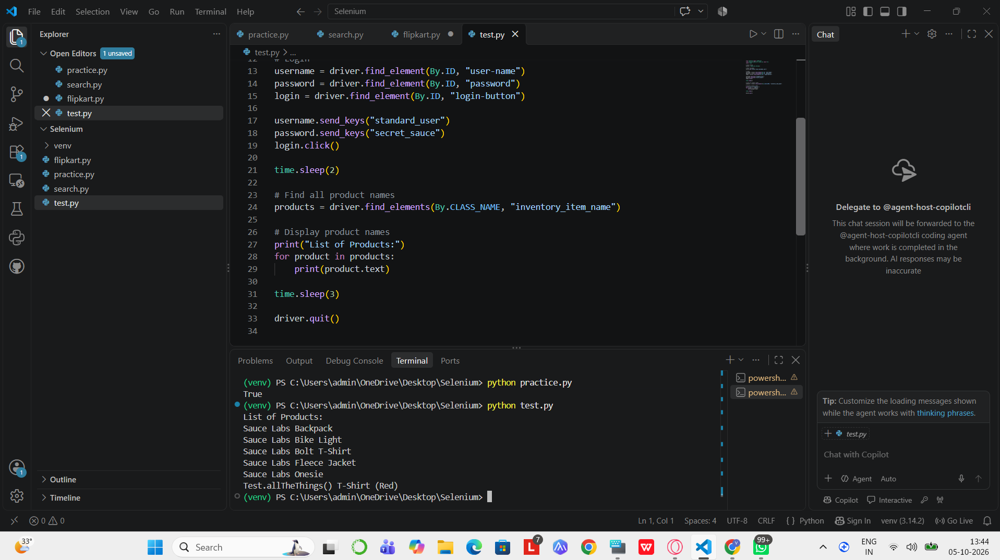 File Edit Selection View Go Run Terminal Help
Selenium
Explorer
Open Editors 1 unsaved
practice.py
search.py
flipkart.py
test.py
Selenium
venv
flipkart.py
practice.py
search.py
test.py
Outline
Timeline
1
1
1
practice.py search.py flipkart.py test.py
test.py > ...
12 # Login
13 username = driver.find_element(By.ID, "user-name")
14 password = driver.find_element(By.ID, "password")
15 login = driver.find_element(By.ID, "login-button")
16
17 username.send_keys("standard_user")
18 password.send_keys("secret_sauce")
19 login.click()
20
21 time.sleep(2)
22
23 # Find all product names
24 products = driver.find_elements(By.CLASS_NAME, "inventory_item_name")
25
26 # Display product names
27 print("List of Products:")
28 for product in products:
29 print(product.text)
30
31 time.sleep(3)
32
33 driver.quit()
34
Problems Output Debug Console Terminal Ports
(venv) PS C:\Users\admin\OneDrive\Desktop\Selenium> python practice.py
True
(venv) PS C:\Users\admin\OneDrive\Desktop\Selenium> python test.py
List of Products:
Sauce Labs Backpack
Sauce Labs Bike Light
Sauce Labs Bolt T-Shirt
Sauce Labs Fleece Jacket
Sauce Labs Onesie
Test.allTheThings() T-Shirt (Red)
(venv) PS C:\Users\admin\OneDrive\Desktop\Selenium>
powersh...
powersh...
Chat
Delegate to @agent-host-copilotcli
This chat session will be forwarded to the
@agent-host-copilotcli coding agent
where work is completed in the
background. AI responses may be
inaccurate
Tip: Customize the loading messages shown
while the agent works with thinking phrases.
test.py
Chat with Copilot
Agent Auto
Copilot Interactive
0 0
Ln 1, Col 1 Spaces: 4 UTF-8 CRLF { } Python Sign In venv (3.14.2) Go Live
33°
Search
7
99+
ENG
IN
13:44
05-10-2026